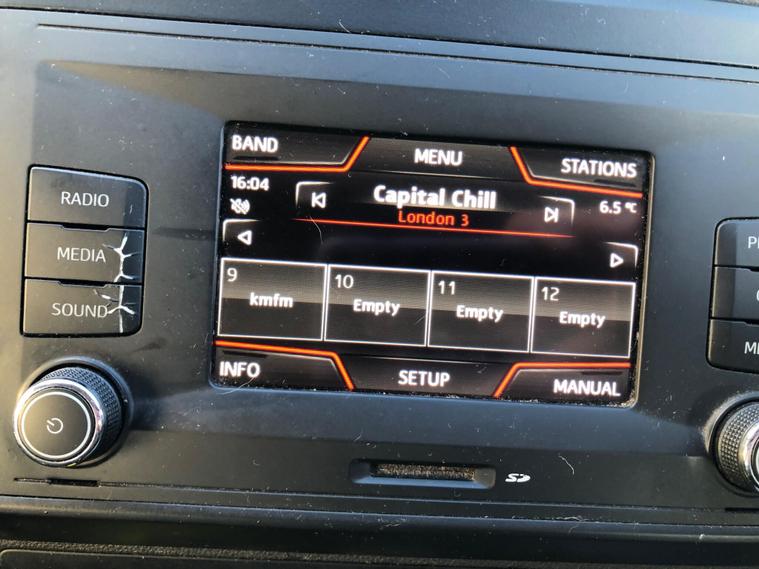 BAND
MENU
STATIONS
16:04
Capital Chill
6.5 °C
London 3
9
kmfm
10
Empty
11
Empty
12
Empty
INFO
SETUP
MANUAL
RADIO
MEDIA
SOUND
SD